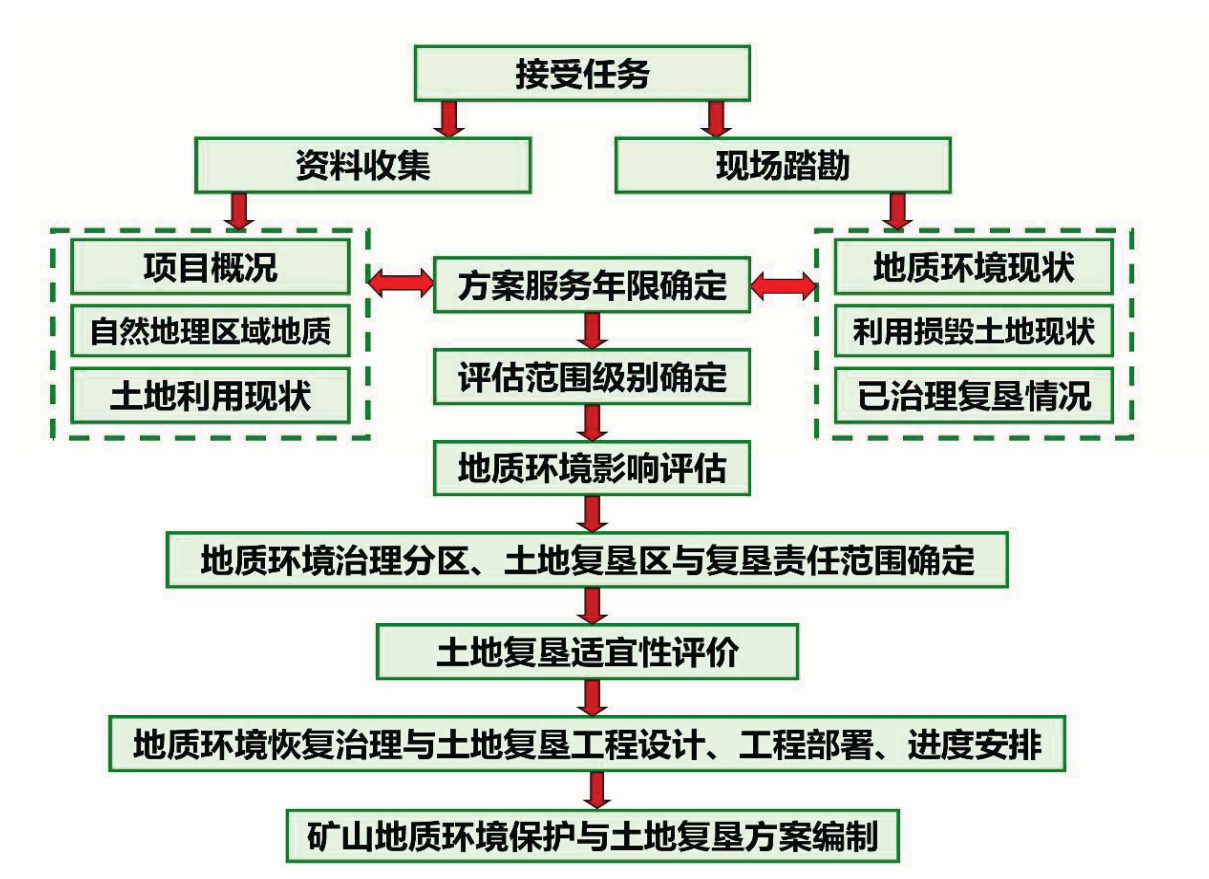 接受任务
资料收集
现场踏勘
项目概况
自然地理区域地质
土地利用现状
方案服务年限确定
地质环境现状
利用损毁土地现状
已治理复垦情况
评估范围级别确定
地质环境影响评估
地质环境治理分区、土地复垦区与复垦责任范围确定
土地复垦适宜性评价
地质环境恢复治理与土地复垦工程设计、工程部署、进度安排
矿山地质环境保护与土地复垦方案编制